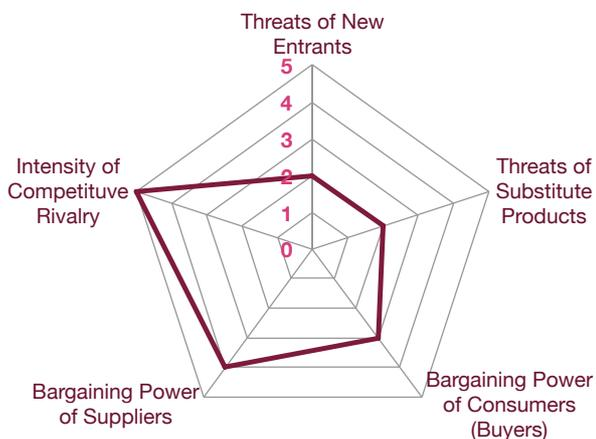 Threats of New
Entrants
5
4
3
2
1
0
Intensity of
Competituve
Rivalry
Threats of
Substitute
Products
Bargaining Power
of Suppliers
Bargaining Power
of Consumers
(Buyers)